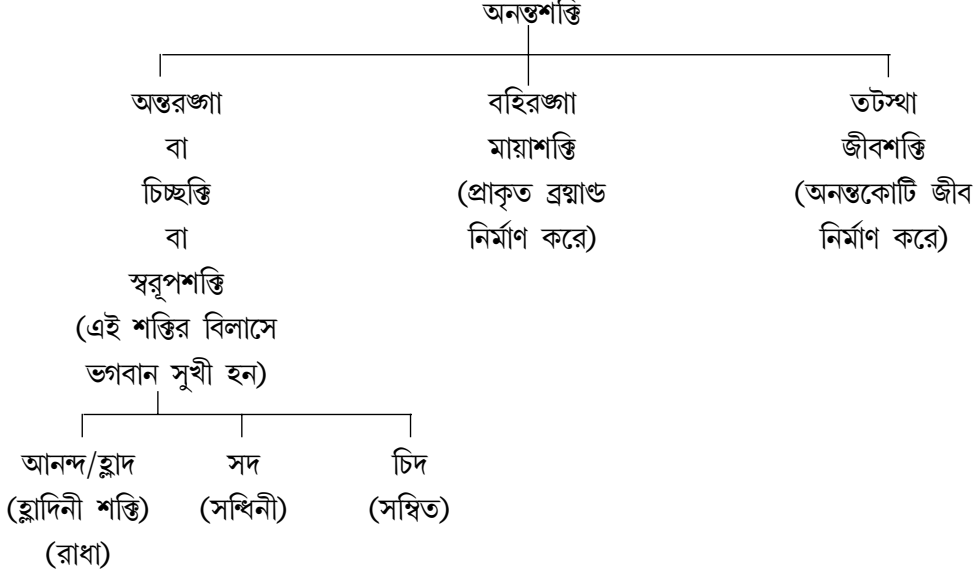 অনন্তশক্তি
অন্তরঙ্গা বহিরঙ্গা তটস্থা
বা মায়াশক্তি জীবশক্তি
চিচ্ছক্তি (প্রাকৃত ব্রহ্মাণ্ড (অনন্তকোটি জীব
বা নির্মাণ করে) নির্মাণ করে)
স্বরূপশক্তি
(এই শক্তির বিলাসে
ভগবান সুখী হন)
আনন্দ/হ্লাদ সদ চিদ
(হ্লাদিনী শক্তি) (সন্ধিনী) (সম্বিত)
(রাধা)